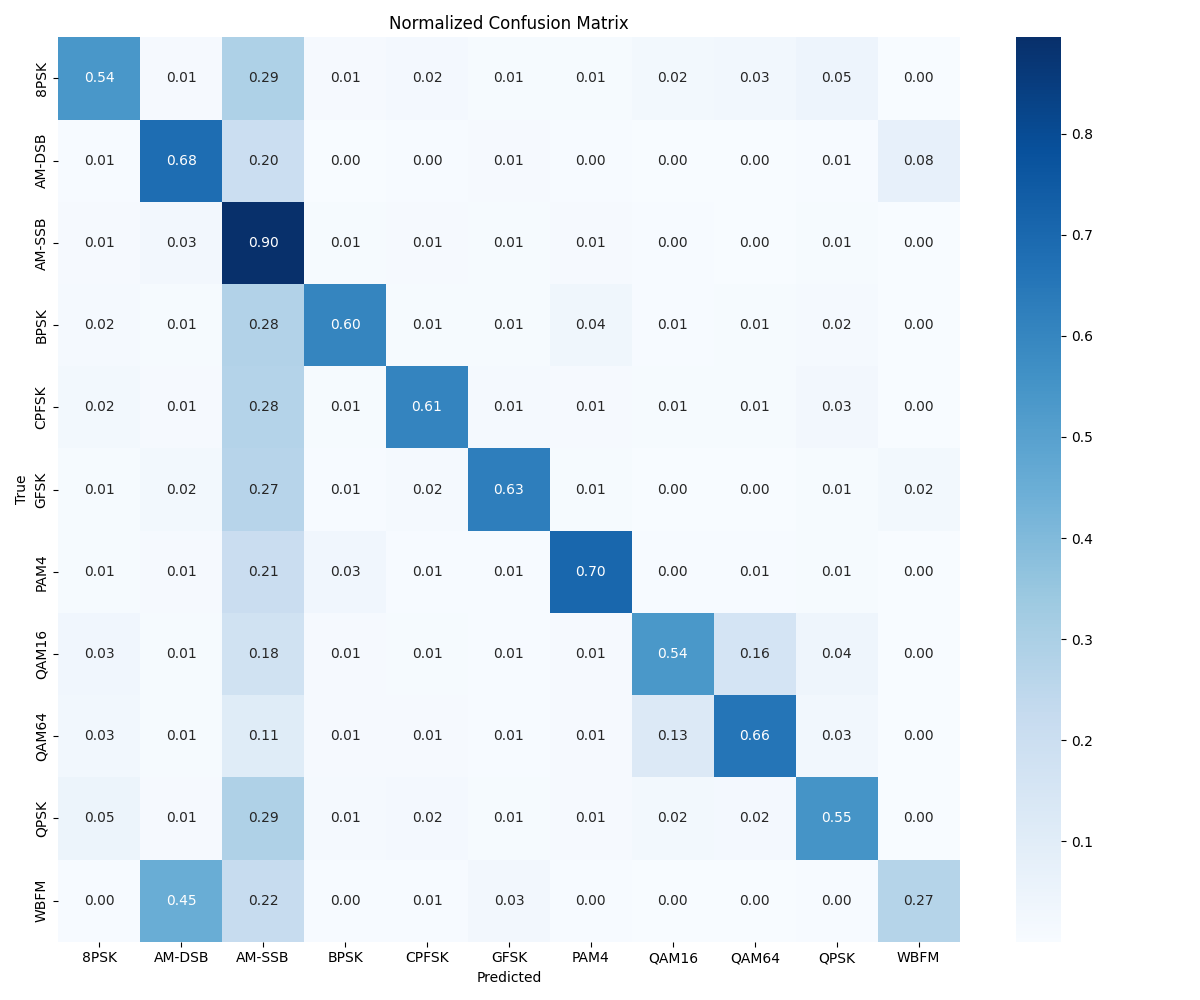 Normalized Confusion Matrix
True
8PSK 0.54 0.01 0.29 0.01 0.02 0.01 0.01 0.02 0.03 0.05 0.00
AM-DSB 0.01 0.68 0.20 0.00 0.00 0.01 0.00 0.00 0.00 0.01 0.08
AM-SSB 0.01 0.03 0.90 0.01 0.01 0.01 0.01 0.00 0.00 0.01 0.00
BPSK 0.02 0.01 0.28 0.60 0.01 0.01 0.04 0.01 0.01 0.02 0.00
CPFSK 0.02 0.01 0.28 0.01 0.61 0.01 0.01 0.01 0.01 0.03 0.00
GFSK 0.01 0.02 0.27 0.01 0.02 0.63 0.01 0.00 0.00 0.01 0.02
PAM4 0.01 0.01 0.21 0.03 0.01 0.01 0.70 0.00 0.01 0.01 0.00
QAM16 0.03 0.01 0.18 0.01 0.01 0.01 0.01 0.54 0.16 0.04 0.00
QAM64 0.03 0.01 0.11 0.01 0.01 0.01 0.01 0.13 0.66 0.03 0.00
QPSK 0.05 0.01 0.29 0.01 0.02 0.01 0.01 0.02 0.02 0.55 0.00
WBFM 0.00 0.45 0.22 0.00 0.01 0.03 0.00 0.00 0.00 0.00 0.27
8PSK AM-DSB AM-SSB BPSK CPFSK GFSK PAM4 QAM16 QAM64 QPSK WBFM
Predicted
0.8
0.7
0.6
0.5
0.4
0.3
0.2
0.1